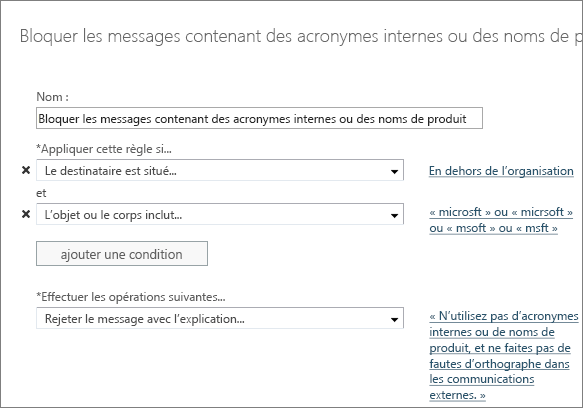 Bloquer les messages contenant des acronymes internes ou des noms de p
Nom :
Bloquer les messages contenant des acronymes internes ou des noms de produit
*Appliquer cette règle si...
Le destinataire est situé...
En dehors de l'organisation
et
L'objet ou le corps inclut...
« microsft » ou « micrsoft »
ou « msoft » ou « msft »
ajouter une condition
*Effectuer les opérations suivantes...
Rejeter le message avec l'explication...
« N'utilisez pas d'acronymes
internes ou de noms de
produit, et ne faites pas de
fautes d'orthographe dans
les communications
externes. »